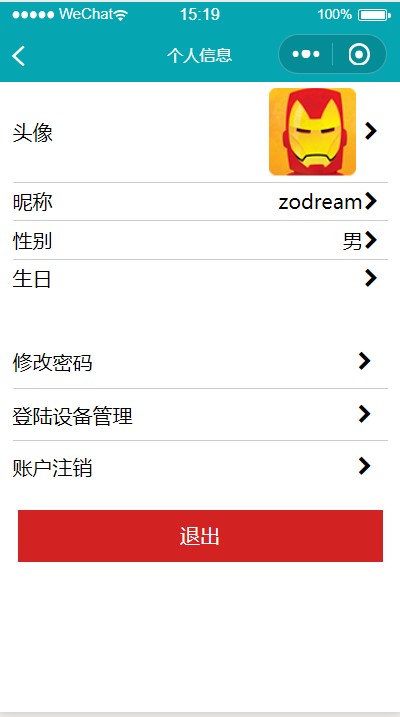 WeChat 15:19 100%
个人信息
头像
昵称 zodream
性别 男
生日
修改密码
登陆设备管理
账户注销
退出